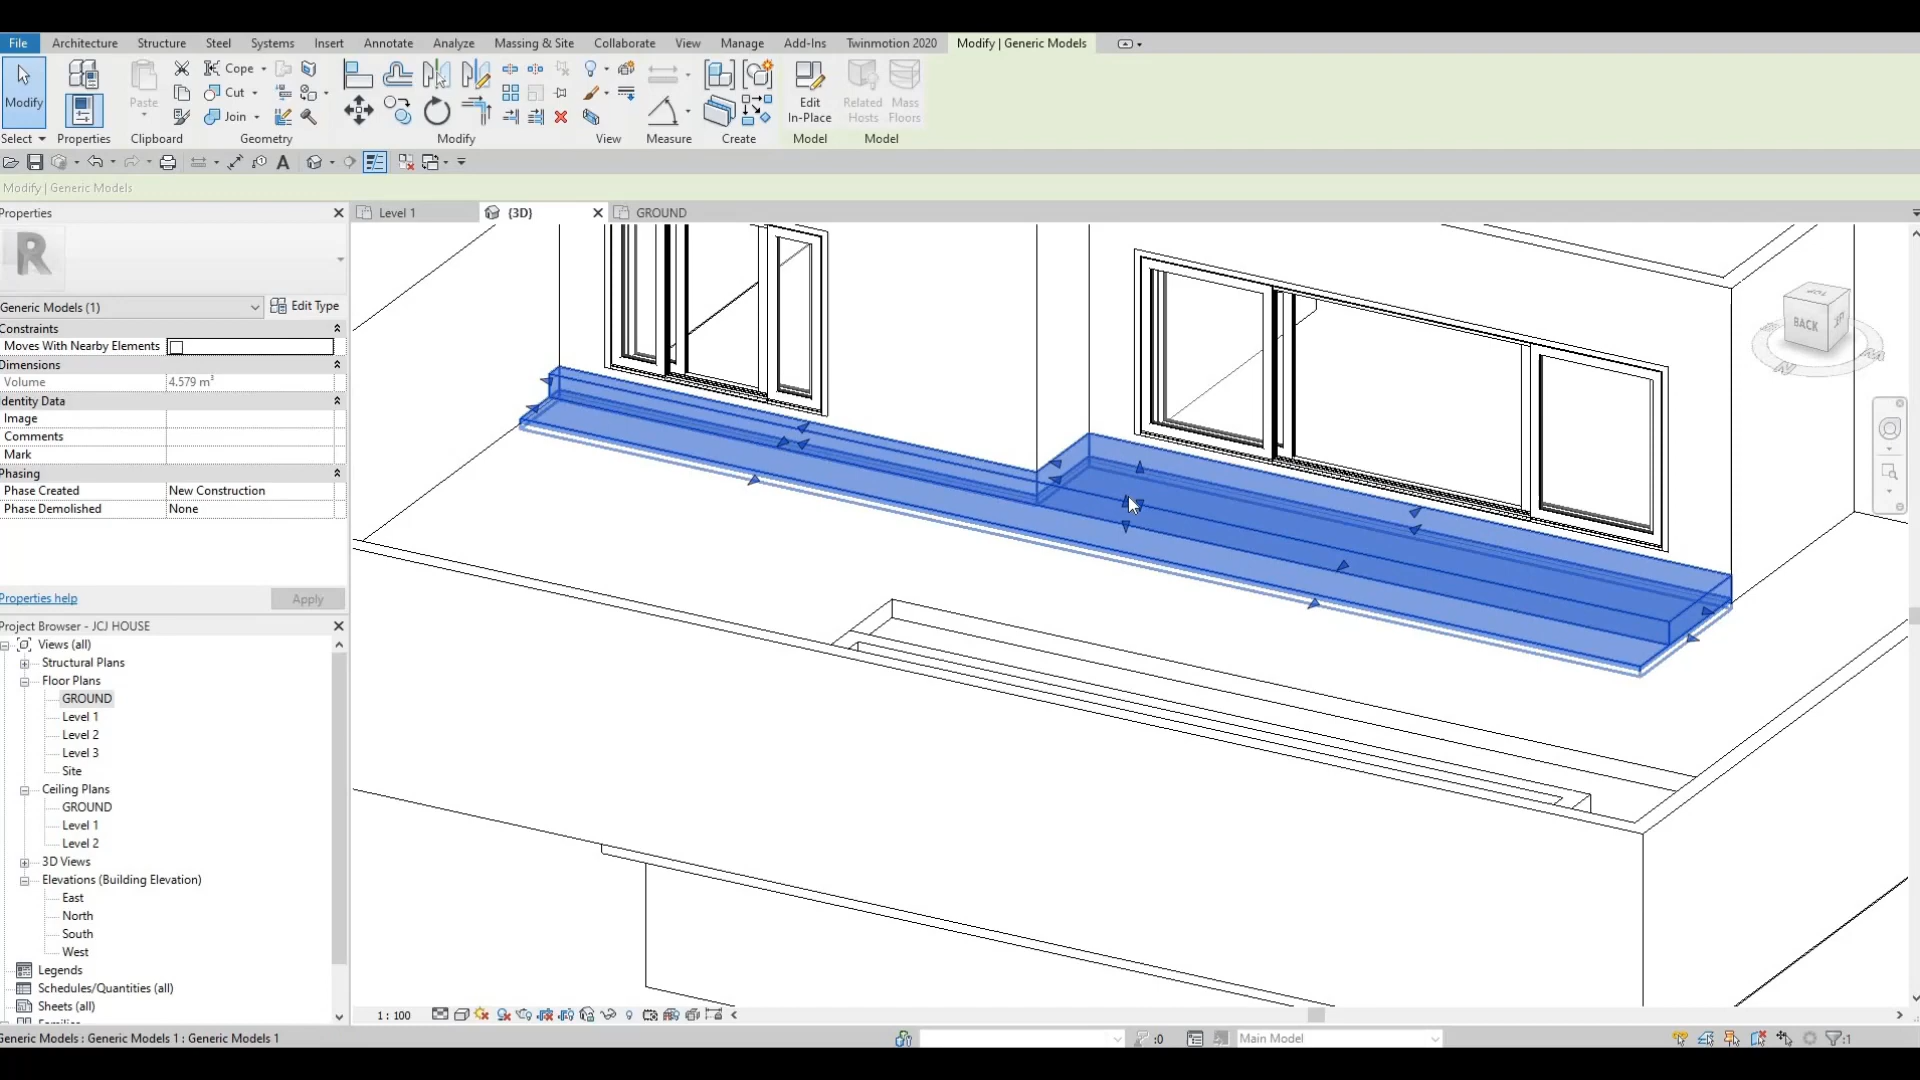 File Architecture Structure Steel Systems Insert Annotate Analyze Massing & Site Collaborate View Manage Add-Ins Twinmotion 2020 Modify | Generic Models
Modify
Paste
Cope
Cut
Join
Edit
In-Place
Related
Hosts
Mass
Floors
Select Properties Clipboard Geometry Modify View Measure Create Model Model
A
Modify | Generic Models
Properties
Level 1
(3D)
GROUND
R
Generic Models (1)
Edit Type
Constraints
Moves With Nearby Elements
Dimensions
Volume 4.579 m³
dentity Data
Image
Comments
Mark
Phasing
Phase Created New Construction
Phase Demolished None
Properties help
Apply
BACK
Project Browser - JCJ HOUSE
Views (all)
Structural Plans
Floor Plans
GROUND
Level 1
Level 2
Level 3
Site
Ceiling Plans
GROUND
Level 1
Level 2
3D Views
Elevations (Building Elevation)
East
North
South
West
Legends
Schedules/Quantities (all)
Sheets (all)
1 : 100
Generic Models : Generic Models 1 : Generic Models 1
:0
Main Model
:1